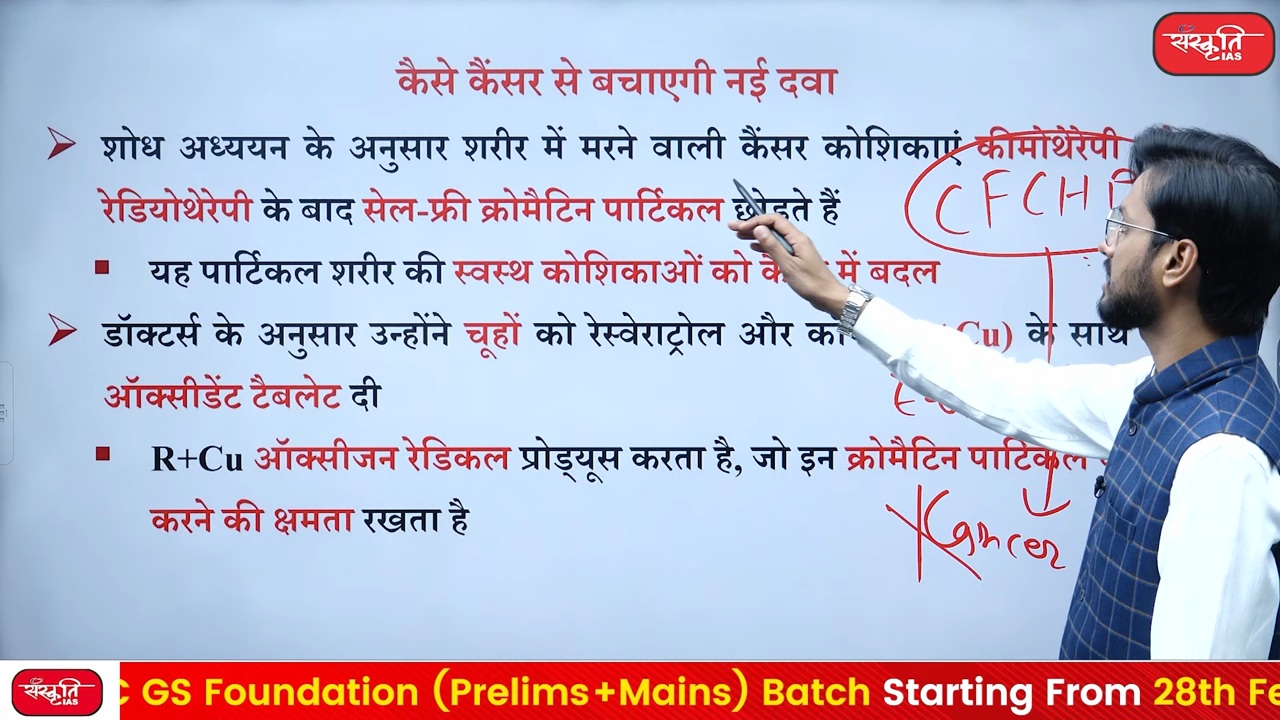 संस्कृति
IAS
कैसे कैंसर से बचाएगी नई दवा
शोध अध्ययन के अनुसार शरीर में मरने वाली कैंसर कोशिकाएं कीमोथेरेपी
CFCH
रेडियोथेरेपी के बाद सेल-फ्री क्रोमैटिन पार्टिकल छोड़ते हैं
यह पार्टिकल शरीर की स्वस्थ कोशिकाओं को में बदल
डॉक्टर्स के अनुसार उन्होंने चूहों को रेस्वेराट्रोल और Cu) के साथ
ऑक्सीडेंट टैबलेट दी
R+Cu ऑक्सीजन रेडिकल प्रोड्यूस करता है, जो इन क्रोमैटिन पार्टिकल
करने की क्षमता रखता है
Cancer
संस्कृति
IAS
C GS Foundation (Prelims+Mains) Batch Starting From 28th Fe